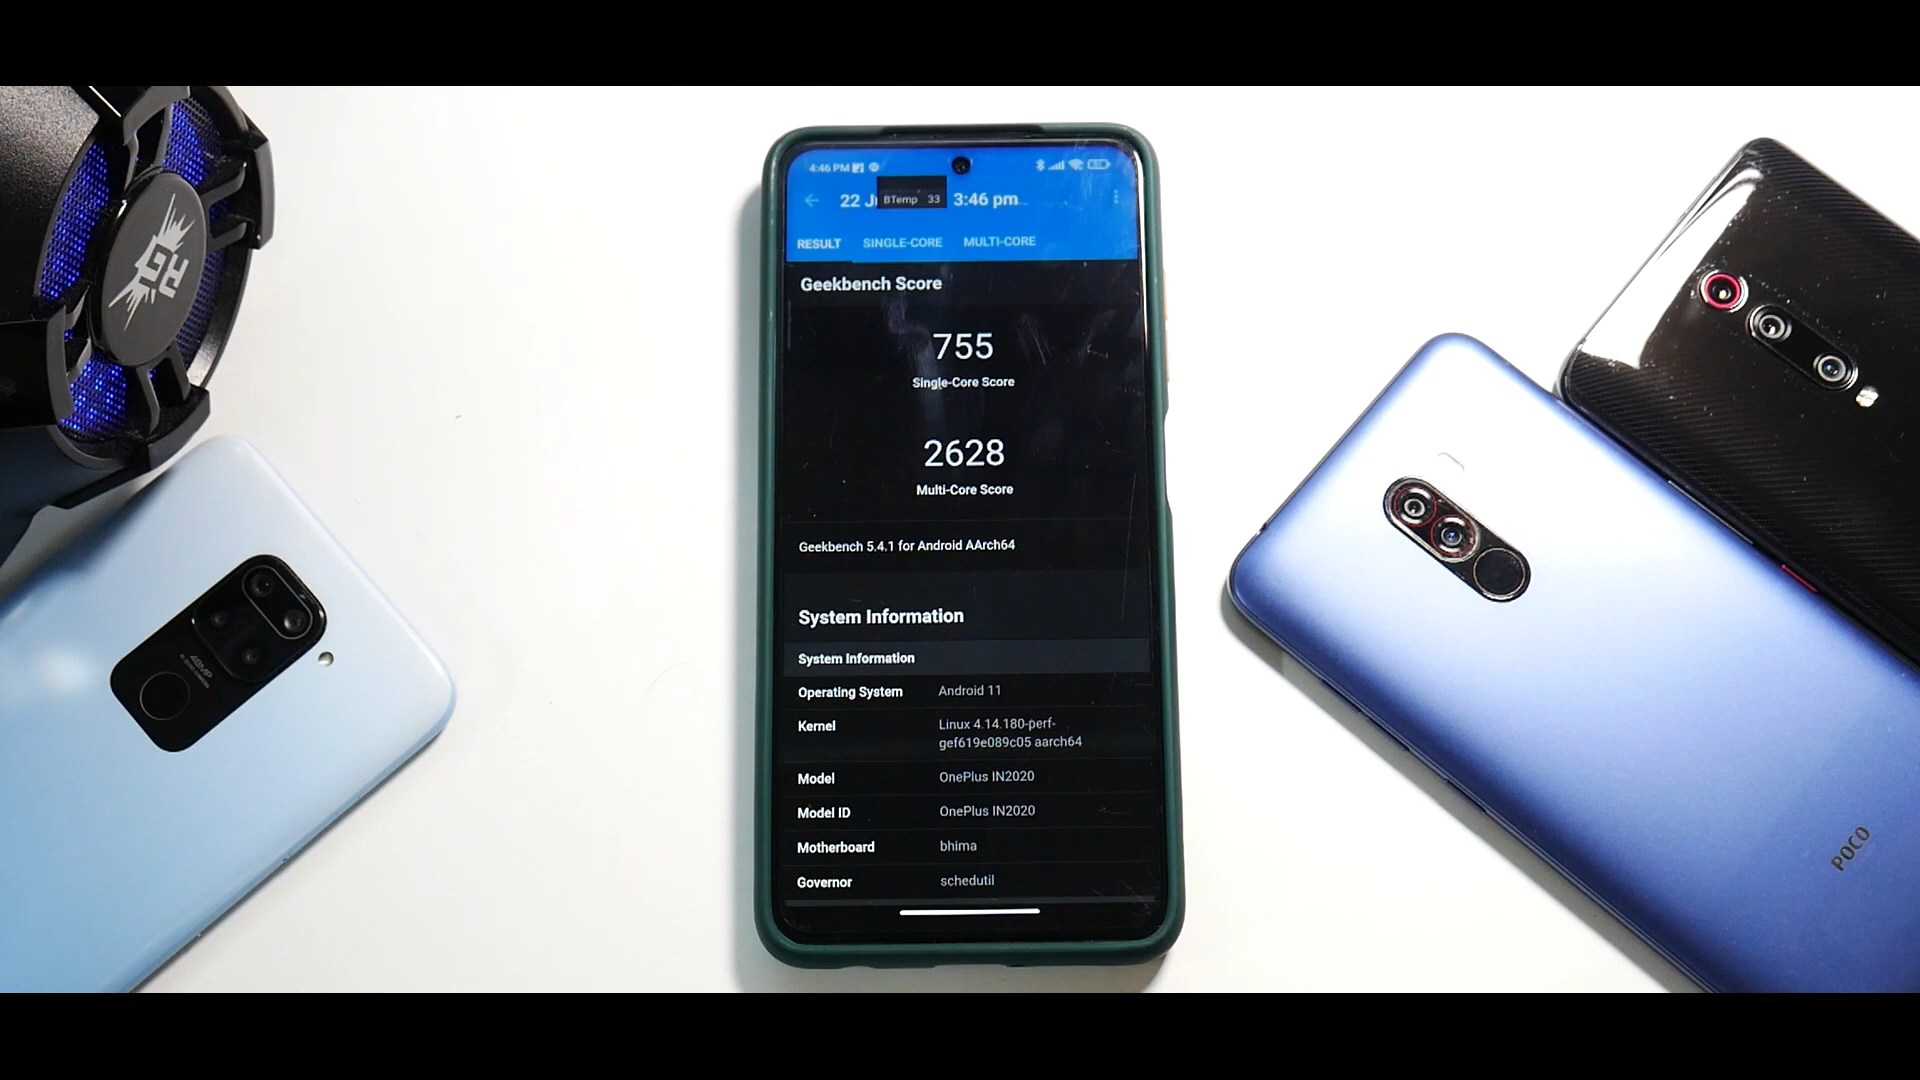 4:46 PM
22 J
BTemp 33
3:46 pm
RESULT SINGLE-CORE MULTI-CORE
Geekbench Score
755
Single-Core Score
2628
Multi-Core Score
Geekbench 5.4.1 for Android AArch64
System Information
System Information
Operating System Android 11
Kernel Linux 4.14.180-perf-
gef619e089c05 aarch64
Model OnePlus IN2020
Model ID OnePlus IN2020
Motherboard bhima
Governor schedutil
48MP
POCO